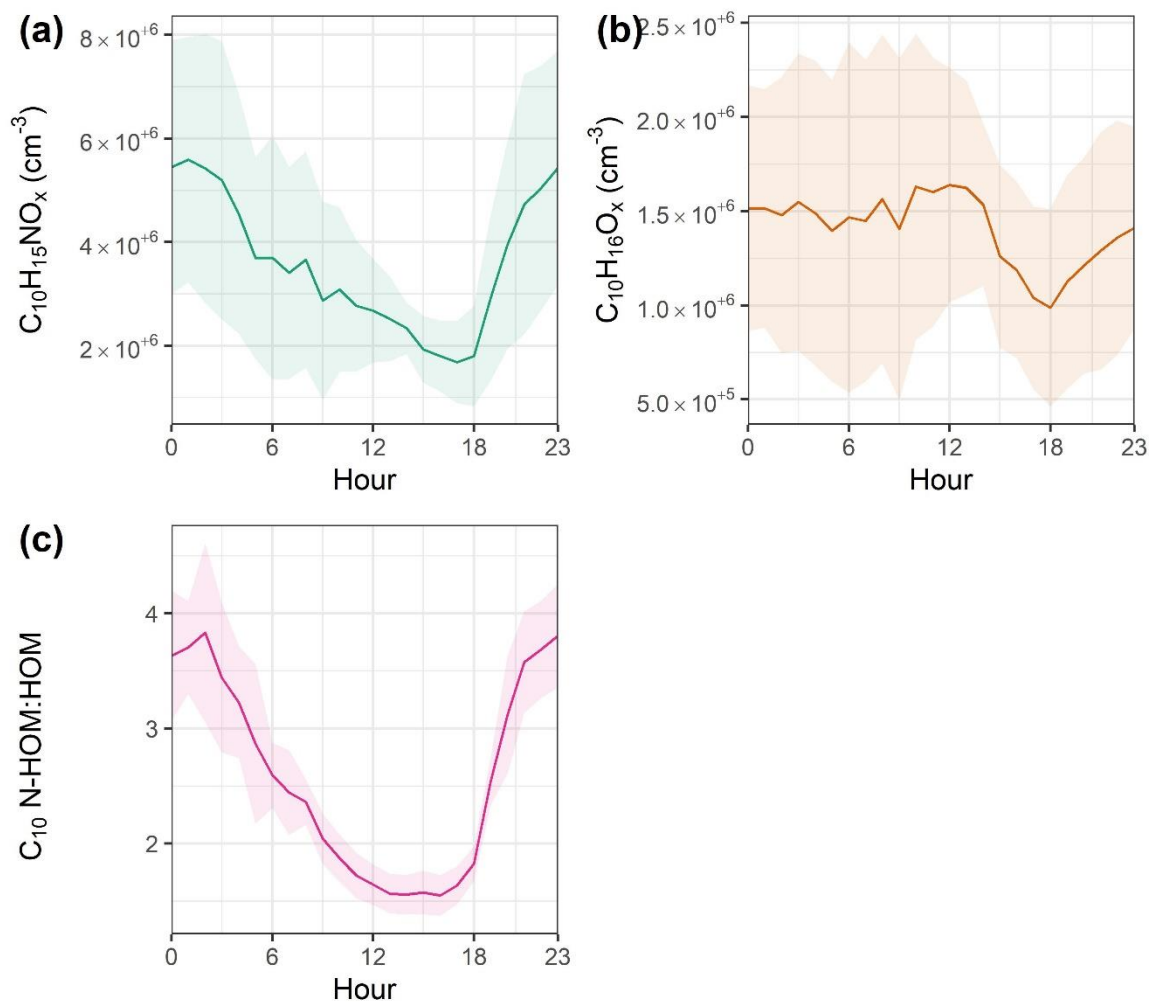 (a)
8 × 10⁺⁶
6 × 10⁺⁶
4 × 10⁺⁶
2 × 10⁺⁶
C₁₀H₁₅NOₓ (cm⁻³)
0 6 12 18 23
Hour
(b)
2.5 × 10⁺⁶
2.0 × 10⁺⁶
1.5 × 10⁺⁶
1.0 × 10⁺⁶
5.0 × 10⁺⁵
C₁₀H₁₆Oₓ (cm⁻³)
0 6 12 18 23
Hour
(c)
4
3
2
C₁₀ N-HOM:HOM
0 6 12 18 23
Hour